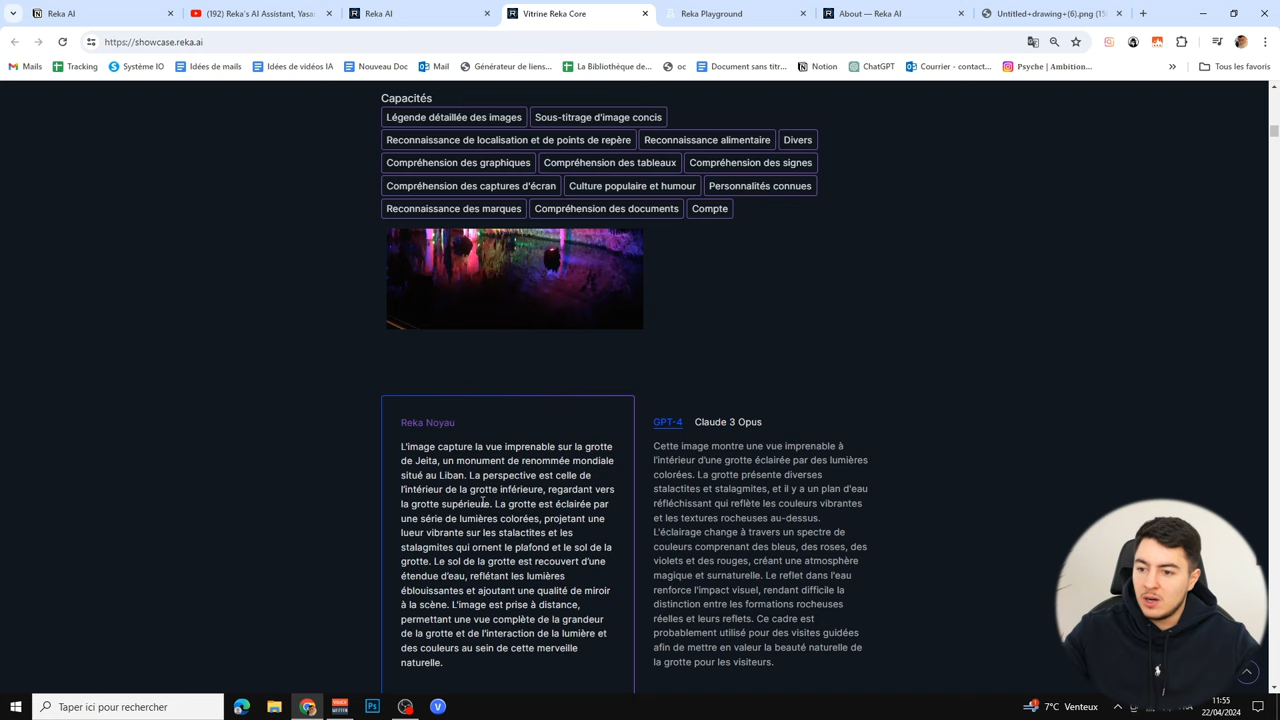 Reka AI
(192) Reka's AI Assistant, Yasa
Reka AI
Vitrine Reka Core
Reka Playground
About — Reka AI
Untitled+drawing+(6).png (15
https://showcase.reka.ai
Mails
Tracking
Système IO
Idées de mails
Idées de vidéos IA
Nouveau Doc
Mail
Générateur de liens...
La Bibliothèque de...
oc
Document sans titr...
Notion
ChatGPT
Courrier - contact...
Psyche | Ambition...
Tous les favoris
Capacités
Légende détaillée des images
Sous-titrage d'image concis
Reconnaissance de localisation et de points de repère
Reconnaissance alimentaire
Divers
Compréhension des graphiques
Compréhension des tableaux
Compréhension des signes
Compréhension des captures d'écran
Culture populaire et humour
Personnalités connues
Reconnaissance des marques
Compréhension des documents
Compte
Reka Noyau
L'image capture la vue imprenable sur la grotte
de Jeita, un monument de renommée mondiale
situé au Liban. La perspective est celle de
l'intérieur de la grotte inférieure, regardant vers
la grotte supérieure. La grotte est éclairée par
une série de lumières colorées, projetant une
lueur vibrante sur les stalactites et les
stalagmites qui ornent le plafond et le sol de la
grotte. Le sol de la grotte est recouvert d'une
étendue d'eau, reflétant les lumières
éblouissantes et ajoutant une qualité de miroir
à la scène. L'image est prise à distance,
permettant une vue complète de la grandeur
de la grotte et de l'interaction de la lumière et
des couleurs au sein de cette merveille
naturelle.
GPT-4
Claude 3 Opus
Cette image montre une vue imprenable à
l'intérieur d'une grotte éclairée par des lumières
colorées. La grotte présente diverses
stalactites et stalagmites, et il y a un plan d'eau
réfléchissant qui reflète les couleurs vibrantes
et les textures rocheuses au-dessus.
L'éclairage change à travers un spectre de
couleurs comprenant des bleus, des roses, des
violets et des rouges, créant une atmosphère
magique et surnaturelle. Le reflet dans l'eau
renforce l'impact visuel, rendant difficile la
distinction entre les formations rocheuses
réelles et leurs reflets. Ce cadre est
probablement utilisé pour des visites guidées
afin de mettre en valeur la beauté naturelle de
la grotte pour les visiteurs.
Taper ici pour rechercher
7°C Venteux
11:55
22/04/2024